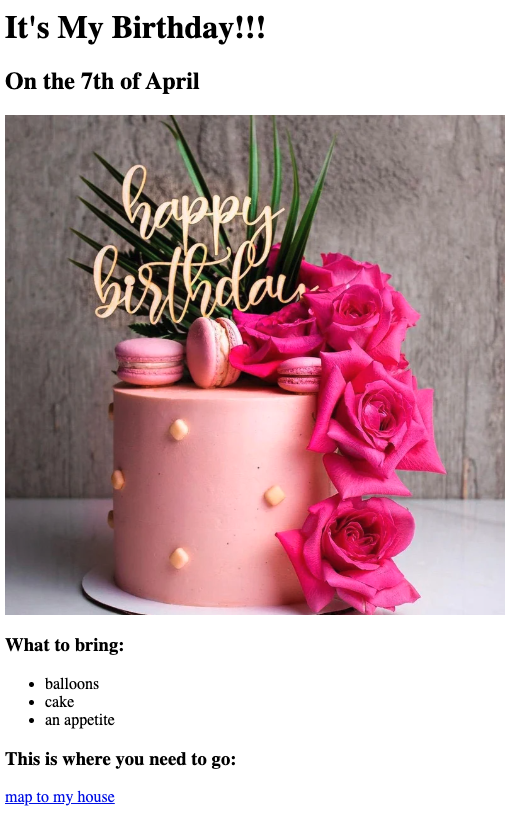 It's My Birthday!!!
On the 7th of April
happy
birthday
What to bring:
balloons
cake
an appetite
This is where you need to go:
map to my house